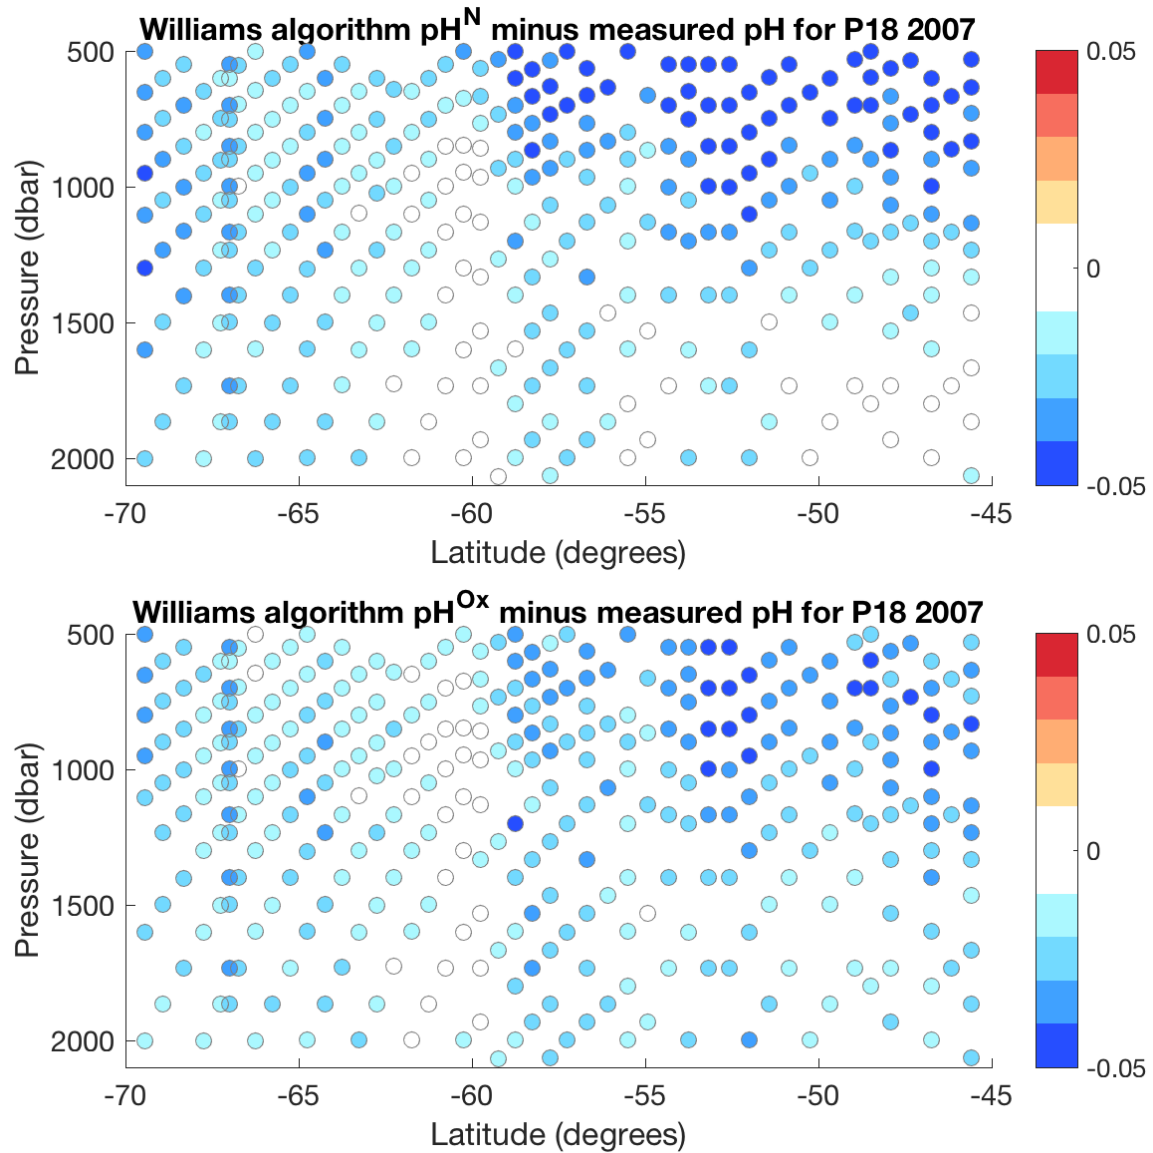 Williams algorithm pH^N minus measured pH for P18 2007
500
1000
1500
2000
Pressure (dbar)
-70 -65 -60 -55 -50 -45
Latitude (degrees)
0.05
0
-0.05
Williams algorithm pH^Ox minus measured pH for P18 2007
500
1000
1500
2000
Pressure (dbar)
-70 -65 -60 -55 -50 -45
Latitude (degrees)
0.05
0
-0.05